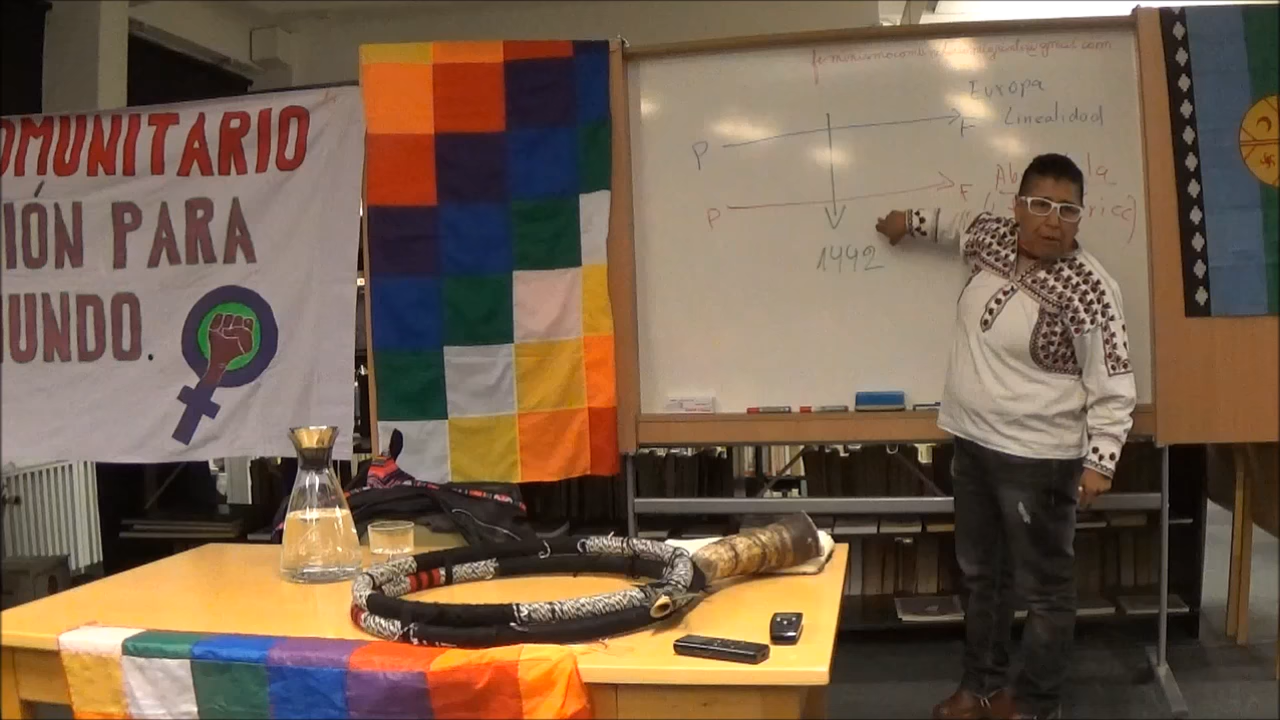 OMUNITARIO
IÓN PARA
UNDO.
Europa
Linealidad
P
F
P
F
1492